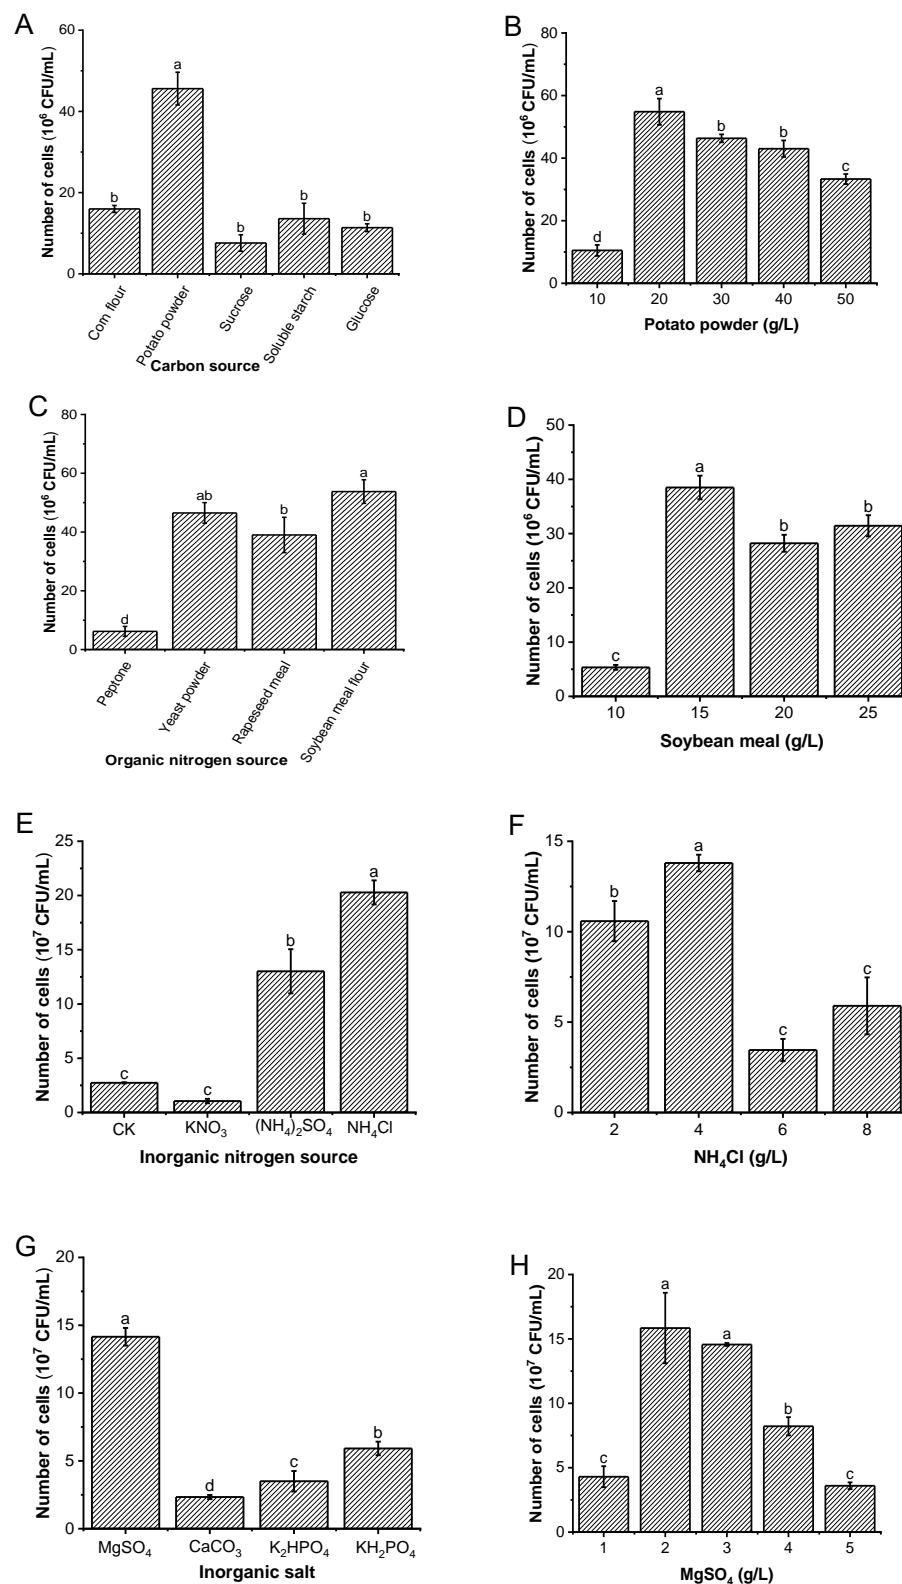 A
Number of cells (10⁶ CFU/mL)
60
40
20
0
a
b
b
b
b
Corn flour
Potato powder
Sucrose
Soluble starch
Glucose
Carbon source
B
Number of cells (10⁶ CFU/mL)
80
60
40
20
0
d
a
b
b
c
10 20 30 40 50
Potato powder (g/L)
C
Number of cells (10⁶ CFU/mL)
80
60
40
20
0
d
ab
b
a
Peptone
Yeast powder
Rapeseed meal
Soybean meal flour
Organic nitrogen source
D
Number of cells (10⁶ CFU/mL)
50
40
30
20
10
0
c
a
b
b
10 15 20 25
Soybean meal (g/L)
E
Number of cells (10⁷ CFU/mL)
25
20
15
10
5
0
c
c
b
a
CK KNO₃ (NH₄)₂SO₄ NH₄Cl
Inorganic nitrogen source
F
Number of cells (10⁷ CFU/mL)
15
10
5
0
b
a
c
c
2 4 6 8
NH₄Cl (g/L)
G
Number of cells (10⁷ CFU/mL)
20
15
10
5
0
a
d
c
b
MgSO₄ CaCO₃ K₂HPO₄ KH₂PO₄
Inorganic salt
H
Number of cells (10⁷ CFU/mL)
20
15
10
5
0
c
a
a
b
c
1 2 3 4 5
MgSO₄ (g/L)